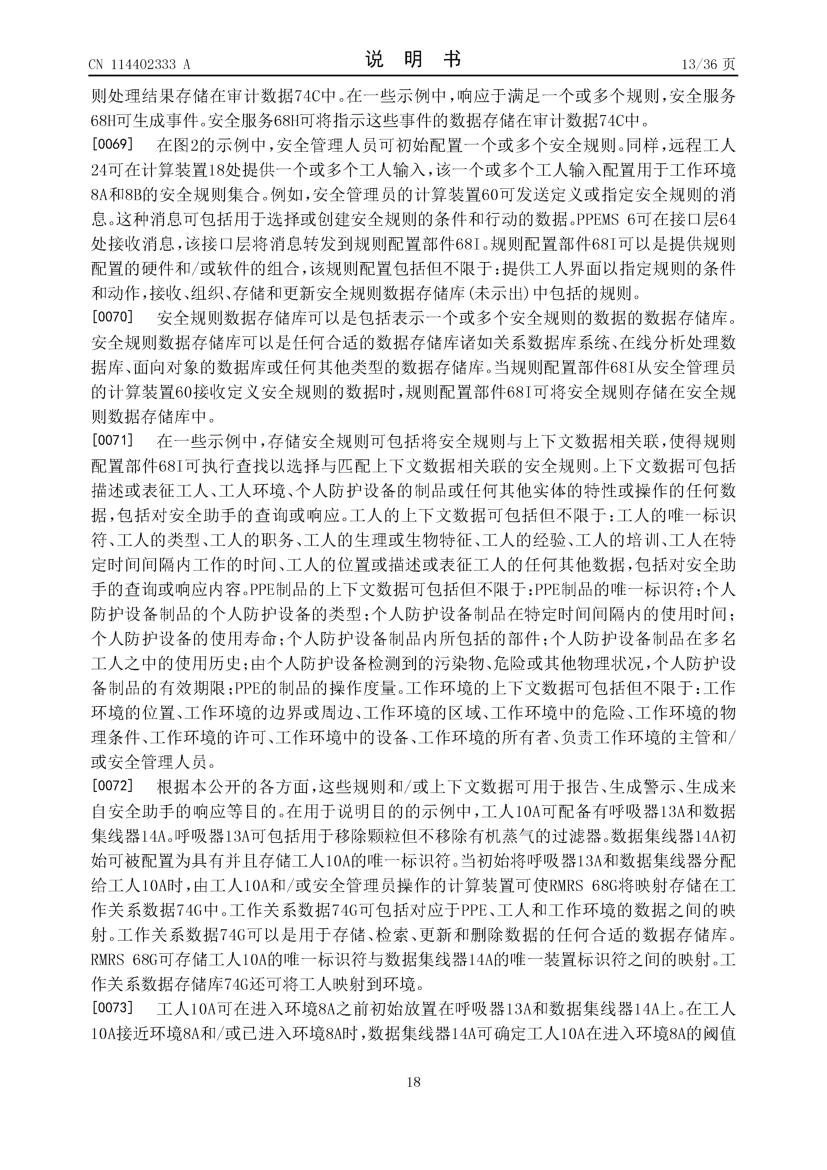 CN 114402333 A
说 明 书
13/36 页
则处理结果存储在审计数据74C中。在一些示例中,响应于满足一个或多个规则,安全服务
68H可生成事件。安全服务68H可将指示这些事件的数据存储在审计数据74C中。
[0069] 在图2的示例中,安全管理人员可初始配置一个或多个安全规则。同样,远程工人
24可在计算装置18处提供一个或多个工人输入,该一个或多个工人输入配置用于工作环境
8A和8B的安全规则集合。例如,安全管理员的计算装置60可发送定义或指定安全规则的消
息。这种消息可包括用于选择或创建安全规则的条件和行动的数据。PPEMS 6可在接口层64
处接收消息,该接口层将消息转发到规则配置部件68I。规则配置部件68I可以是提供规则
配置的硬件和/或软件的组合,该规则配置包括但不限于:提供工人界面以指定规则的条件
和动作,接收、组织、存储和更新安全规则数据存储库(未示出)中包括的规则。
[0070] 安全规则数据存储库可以是包括表示一个或多个安全规则的数据的数据存储库。
安全规则数据存储库可以是任何合适的数据存储库诸如关系数据库系统、在线分析处理数
据库、面向对象的数据库或任何其他类型的数据存储库。当规则配置部件68I从安全管理员
的计算装置60接收定义安全规则的数据时,规则配置部件68I可将安全规则存储在安全规
则数据存储库中。
[0071] 在一些示例中,存储安全规则可包括将安全规则与上下文数据相关联,使得规则
配置部件68I可执行查找以选择与匹配上下文数据相关联的安全规则。上下文数据可包括
描述或表征工人、工人环境、个人防护设备的制品或任何其他实体的特性或操作的任何数
据,包括对安全助手的查询或响应。工人的上下文数据可包括但不限于:工人的唯一标识
符、工人的类型、工人的职务、工人的生理或生物特征、工人的经验、工人的培训、工人在特
定时间间隔内工作的时间、工人的位置或描述或表征工人的任何其他数据,包括对安全助
手的查询或响应内容。PPE制品的上下文数据可包括但不限于:PPE制品的唯一标识符;个人
防护设备制品的个人防护设备的类型;个人防护设备制品在特定时间间隔内的使用时间;
个人防护设备的使用寿命;个人防护设备制品内所包括的部件;个人防护设备制品在多名
工人之中的使用历史;由个人防护设备检测到的污染物、危险或其他物理状况,个人防护设
备制品的有效期限;PPE的制品的操作度量。工作环境的上下文数据可包括但不限于:工作
环境的位置、工作环境的边界或周边、工作环境的区域、工作环境中的危险、工作环境的物
理条件、工作环境的许可、工作环境中的设备、工作环境的所有者、负责工作环境的主管和/
或安全管理人员。
[0072] 根据本公开的各方面,这些规则和/或上下文数据可用于报告、生成警示、生成来
自安全助手的响应等目的。在用于说明目的的示例中,工人10A可配备有呼吸器13A和数据
集线器14A。呼吸器13A可包括用于移除颗粒但不移除有机蒸气的过滤器。数据集线器14A初
始可被配置为具有并且存储工人10A的唯一标识符。当初始将呼吸器13A和数据集线器分配
给工人10A时,由工人10A和/或安全管理员操作的计算装置可使RMRS 68G将映射存储在工
作关系数据74G中。工作关系数据74G可包括对应于PPE、工人和工作环境的数据之间的映
射。工作关系数据74G可以是用于存储、检索、更新和删除数据的任何合适的数据存储库。
RMRS 68G可存储工人10A的唯一标识符与数据集线器14A的唯一装置标识符之间的映射。工
作关系数据存储库74G还可将工人映射到环境。
[0073] 工人10A可在进入环境8A之前初始放置在呼吸器13A和数据集线器14A上。在工人
10A接近环境8A和/或已进入环境8A时,数据集线器14A可确定工人10A在进入环境8A的阈值
18